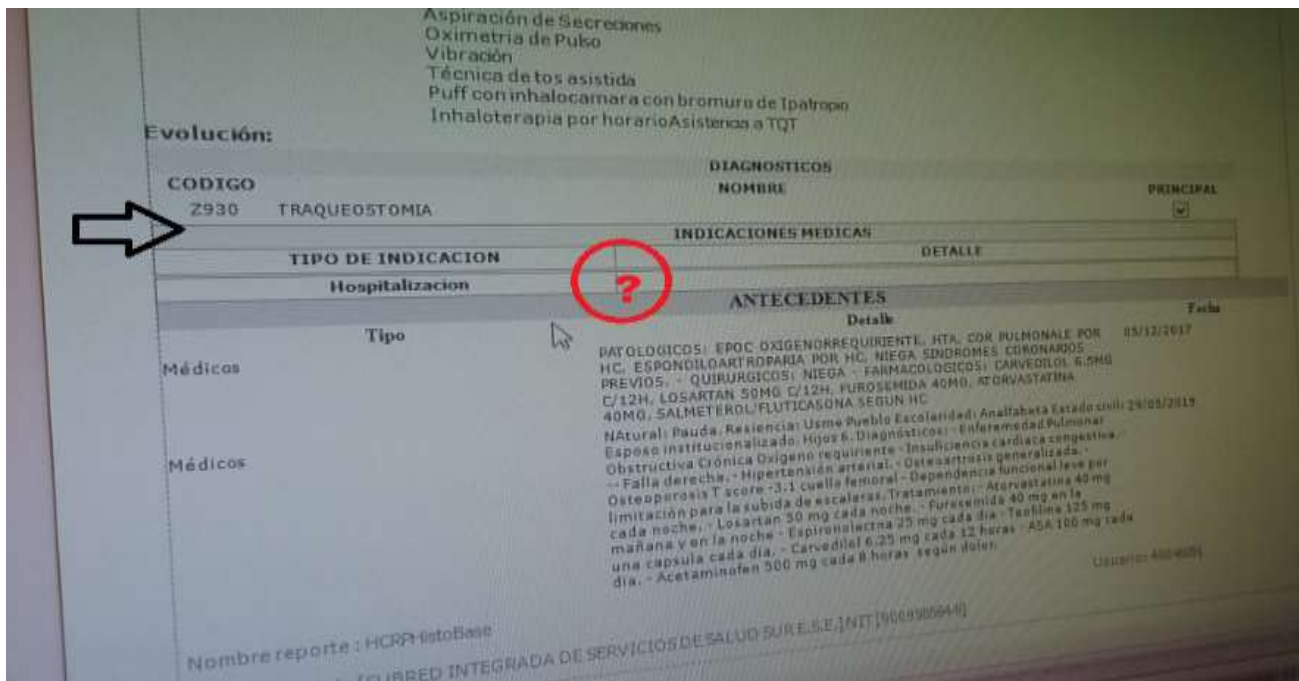 Aspiración de Secreciones
Oximetria de Pulso
Vibración
Técnica de tos asistida
Puff con inhalocamara con bromuro de Ipatropio
Inhaloterapia por horarioAsistencia a TQT
Evolución:
DIAGNOSTICOS
CODIGO NOMBRE PRINCIPAL
Z930 TRAQUEOSTOMIA
INDICACIONES MEDICAS
TIPO DE INDICACION DETALLE
Hospitalizacion
?
ANTECEDENTES
Tipo Detalle Fecha
Médicos
PATOLOGICOS: EPOC OXIGENORREQUIRIENTE, HTA, COR PULMONALE POR 05/12/2017
HC, ESPONDILOARTROPARIA POR HC, NIEGA SINDROMES CORONARIOS
PREVIOS. - QUIRURGICOS: NIEGA - FARMACOLOGICOS: CARVEDILOL 6.5MG
C/12H, LOSARTAN 50MG C/12H, FUROSEMIDA 40MG, ATORVASTATINA
40MG, SALMETEROL/FLUTICASONA SEGUN HC
Médicos
NAtural: Pauda. Resiencia: Usme Pueblo Escolaridad: Analfabeta Estado civil: 29/05/2019
Esposo institucionalizado. Hijos 6. Diagnósticos: - Enfermedad Pulmonar
Obstructiva Crónica Oxigeno requiriente - Insuficiencia cardiaca congestiva. -
-- Falla derecha. - Hipertensión arterial. - Osteoartrosis generalizada. -
Osteoporosis T score -3.1 cuello femoral - Dependencia funcional leve por
limitación para la subida de escaleras. Tratamiento: - Atorvastatina 40 mg
cada noche. - Losartan 50 mg cada noche. - Furosemida 40 mg en la
mañana y en la noche - Espironolactna 25 mg cada dia - Teofilina 125 mg
una capsula cada dia. - Carvedilol 6.25 mg cada 12 horas - ASA 100 mg cada
dia. - Acetaminofen 500 mg cada 8 horas según dolor.
Usuario:
Nombre reporte : HCRPHistoBase
[SUBRED INTEGRADA DE SERVICIOS DE SALUD SUR E.S.E.] NIT